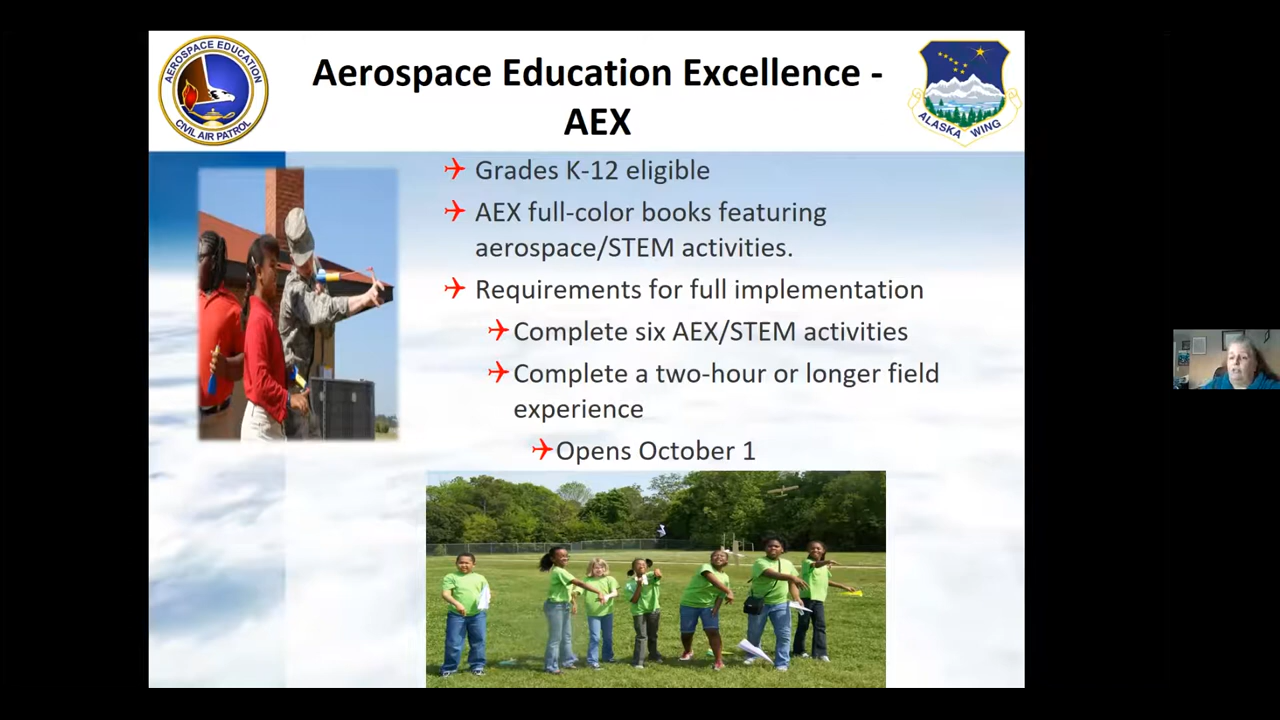 AEROSPACE EDUCATION
CIVIL AIR PATROL
Aerospace Education Excellence -
AEX
ALASKA WING
Grades K-12 eligible
AEX full-color books featuring
aerospace/STEM activities.
Requirements for full implementation
Complete six AEX/STEM activities
Complete a two-hour or longer field
experience
Opens October 1